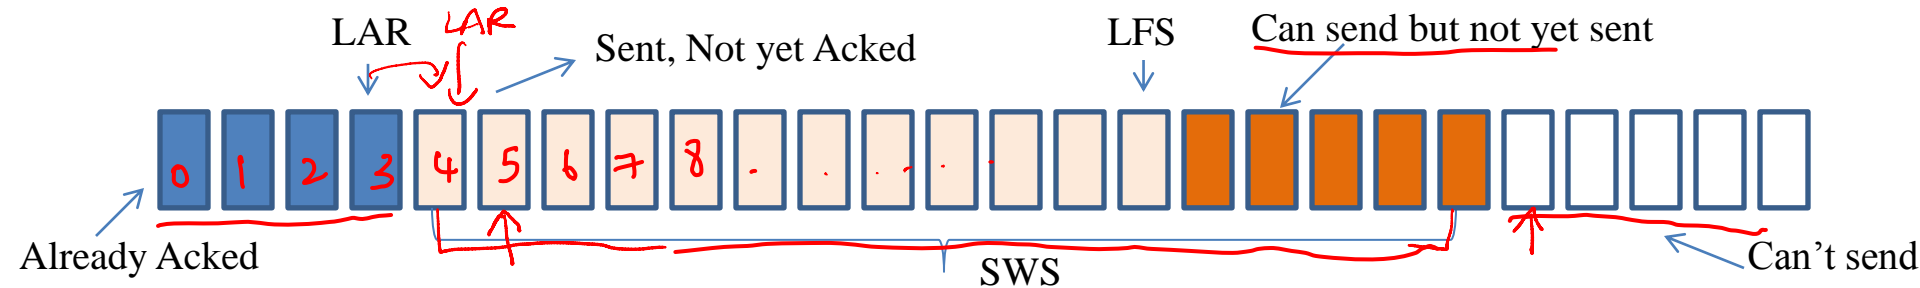 LAR LAR Sent, Not yet Acked LFS Can send but not yet sent
0 1 2 3 4 5 6 7 8 . . . . . . .
Already Acked SWS Can't send